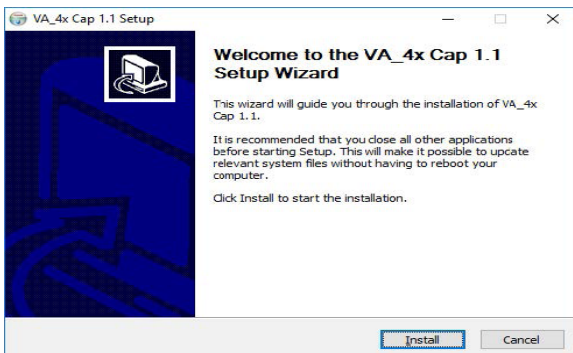 VA_4x Cap 1.1 Setup
Welcome to the VA_4x Cap 1.1
Setup Wizard
This wizard will guide you through the installation of VA_4x
Cap 1.1.
It is recommended that you close all other applications
before starting Setup. This will make it possible to update
relevant system files without having to reboot your
computer.
Click Install to start the installation.
Install
Cancel